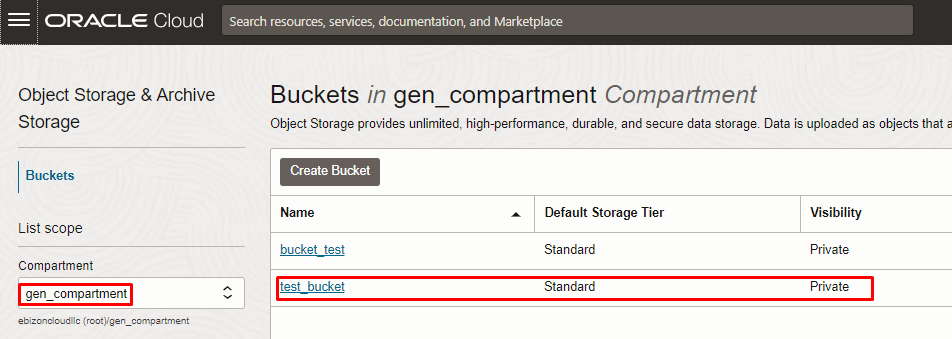 ORACLE Cloud
Search resources, services, documentation, and Marketplace
Object Storage & Archive
Storage
Buckets
List scope
Compartment
gen_compartment
ebizoncloudllc (root)/gen_compartment
Buckets in gen_compartment Compartment
Object Storage provides unlimited, high-performance, durable, and secure data storage. Data is uploaded as objects that a
Create Bucket
Name Default Storage Tier Visibility
bucket_test Standard Private
test_bucket Standard Private